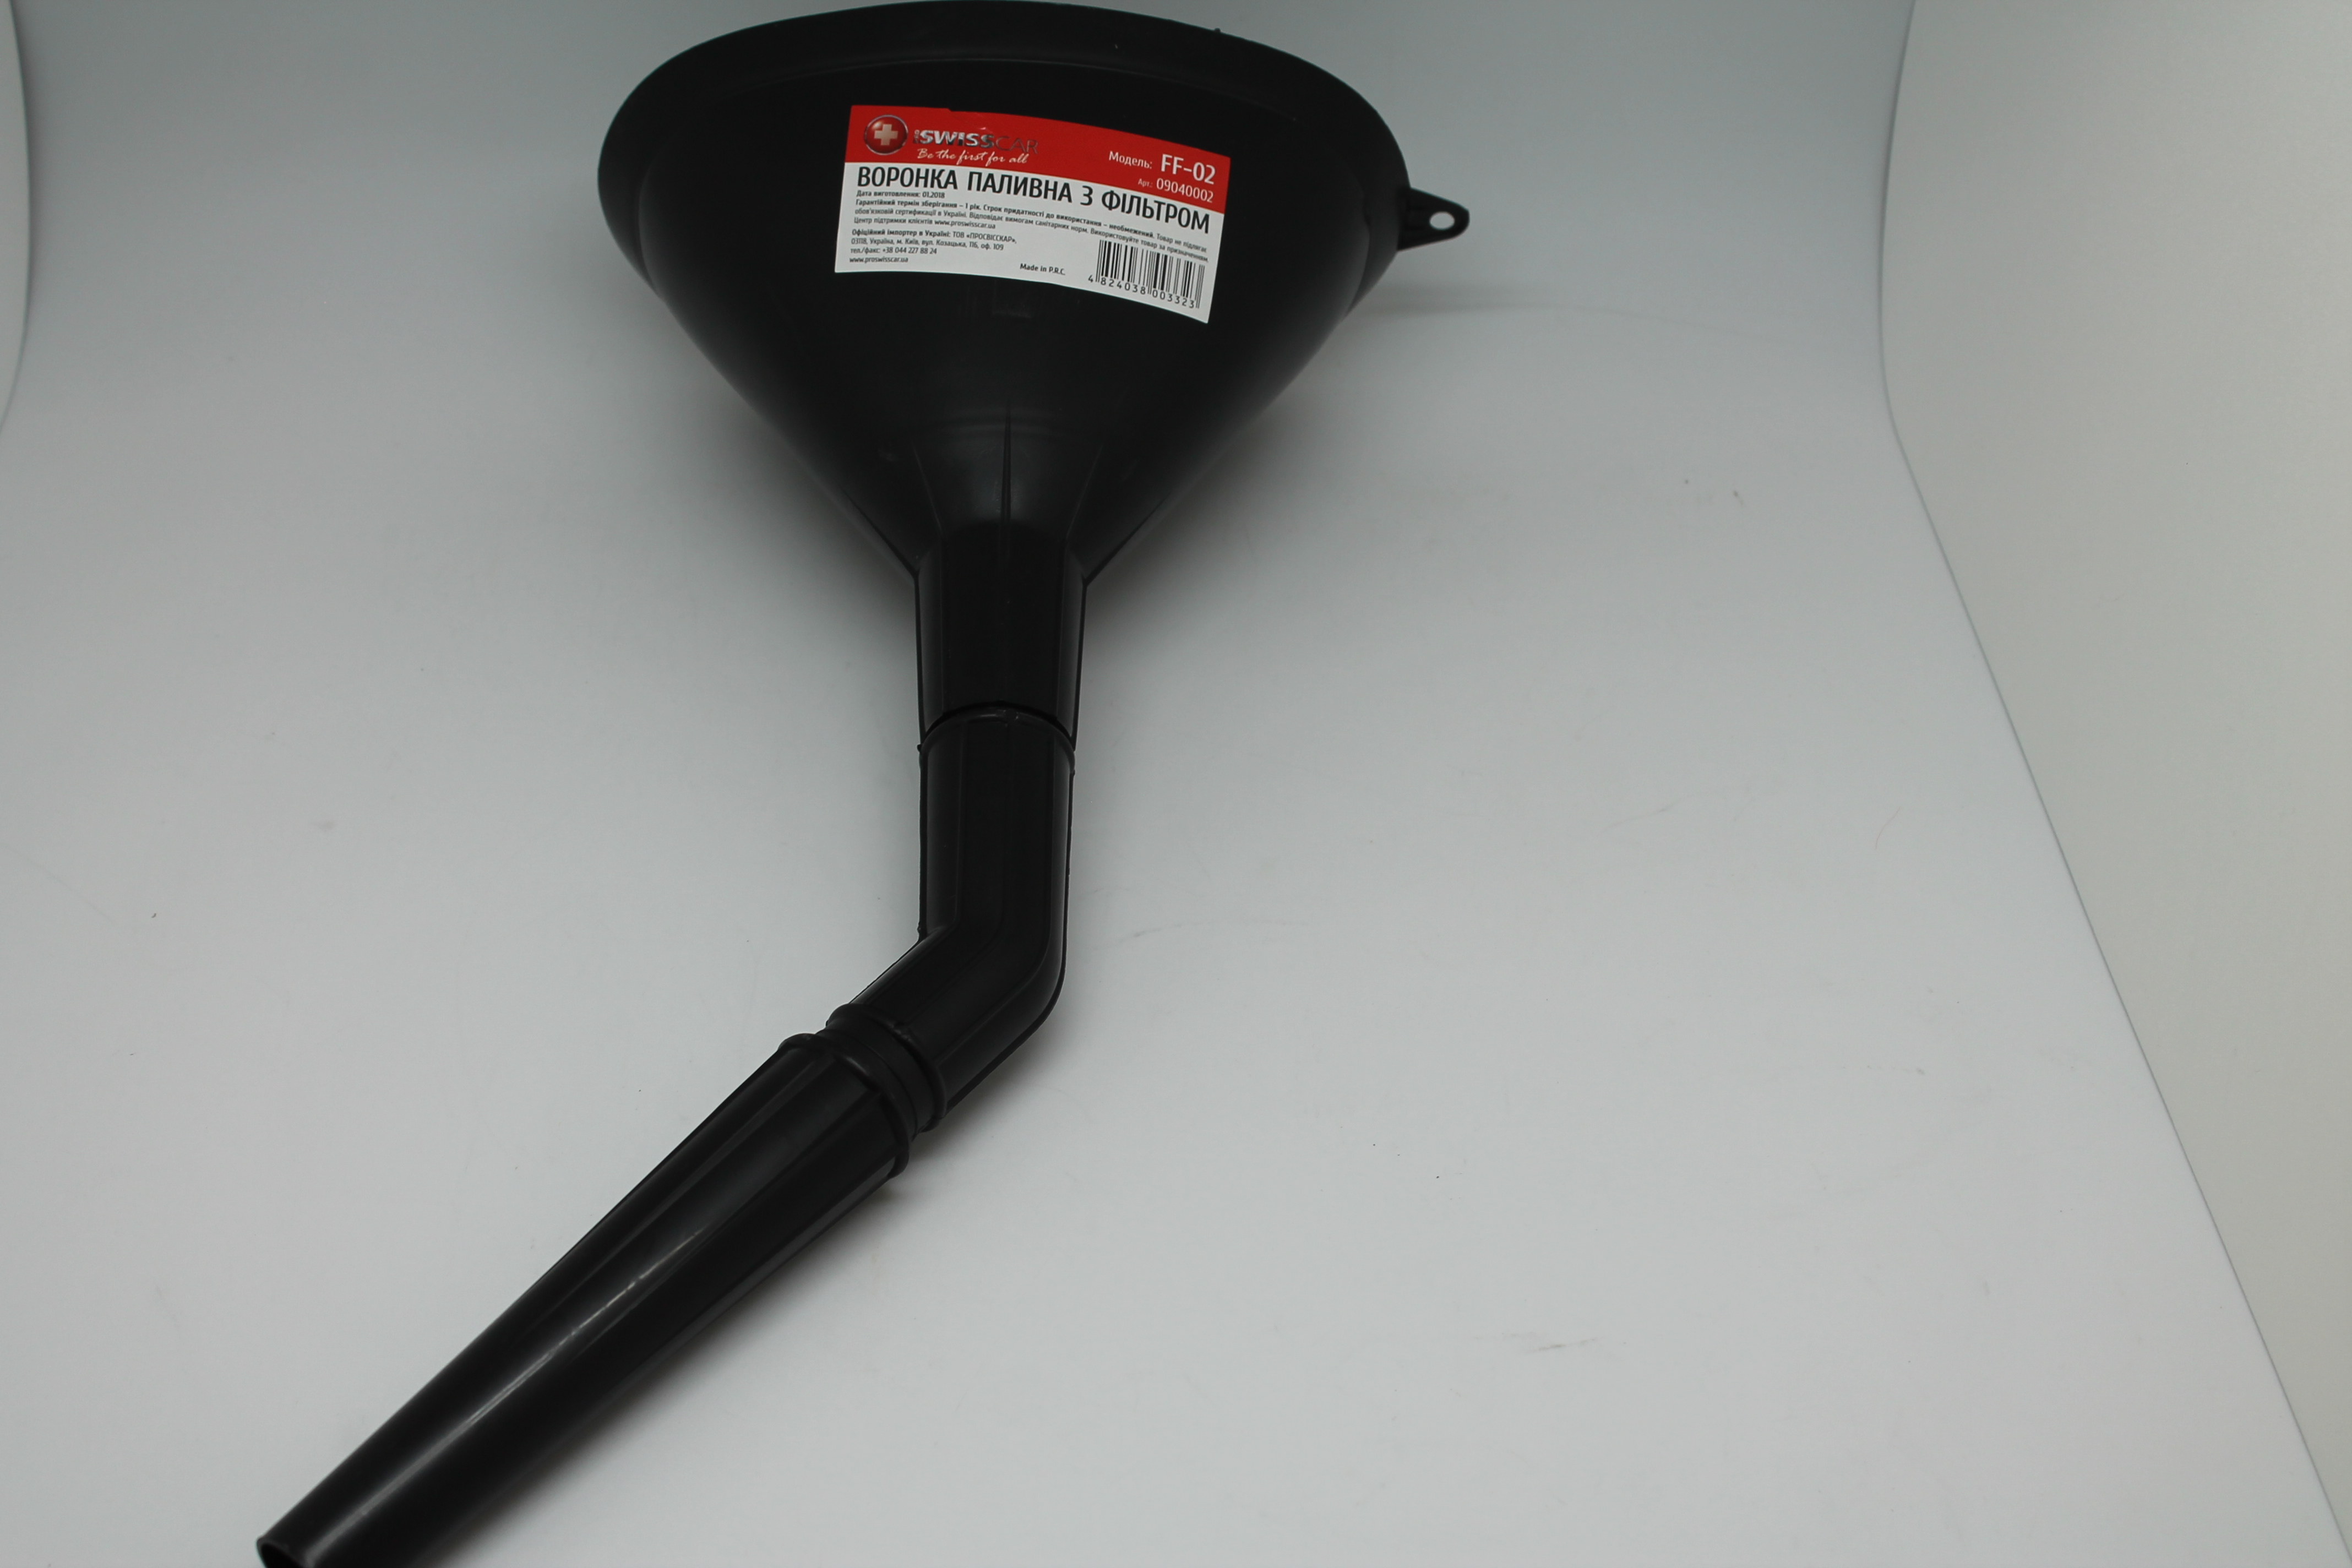 SWISSCAR
Be the first for all
Модель: FF-02
Арт.: 09040002
ВОРОНКА ПАЛИВНА З ФІЛЬТРОМ
Дата виготовлення: 01.2018
Гарантійний термін зберігання – 1 рік. Строк придатності до використання – необмежений. Товар не підлягає
обов'язковій сертифікації в Україні. Відповідає вимогам санітарних норм. Використовуйте товар за призначенням.
Центр підтримки клієнтів www.proswisscar.ua
Офіційний імпортер в Україні: ТОВ «ПРОСВІССКАР»,
03118, Україна, м. Київ, вул. Козацька, 116, оф. 109
тел./факс: +38 044 227 88 24
www.proswisscar.ua
Made in P.R.C.
4 824038 003323